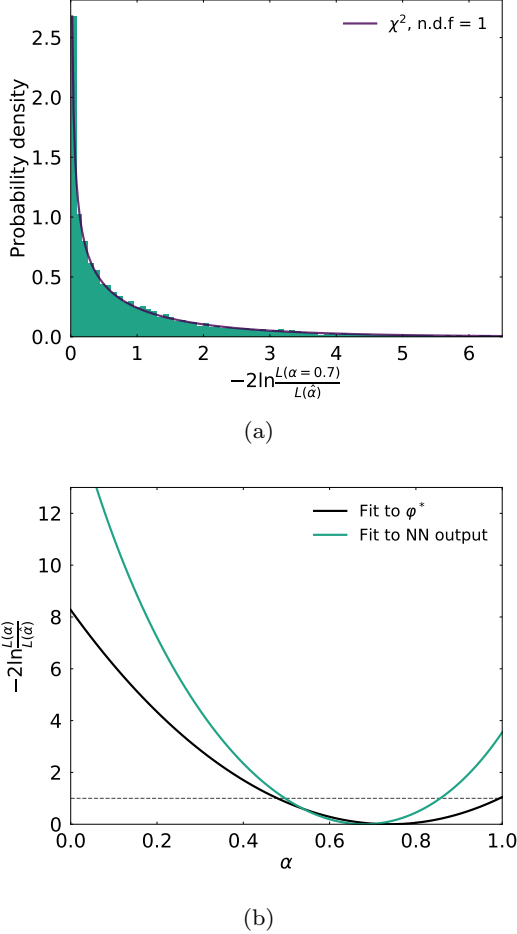 2.5
2.0
1.5
1.0
0.5
0.0
Probability density
χ², n.d.f = 1
0 1 2 3 4 5 6
−2ln L(α = 0.7) / L(α̂)
(a)
12
10
8
6
4
2
0
−2ln L(α) / L(α̂)
Fit to φ*
Fit to NN output
0.0 0.2 0.4 0.6 0.8 1.0
α
(b)